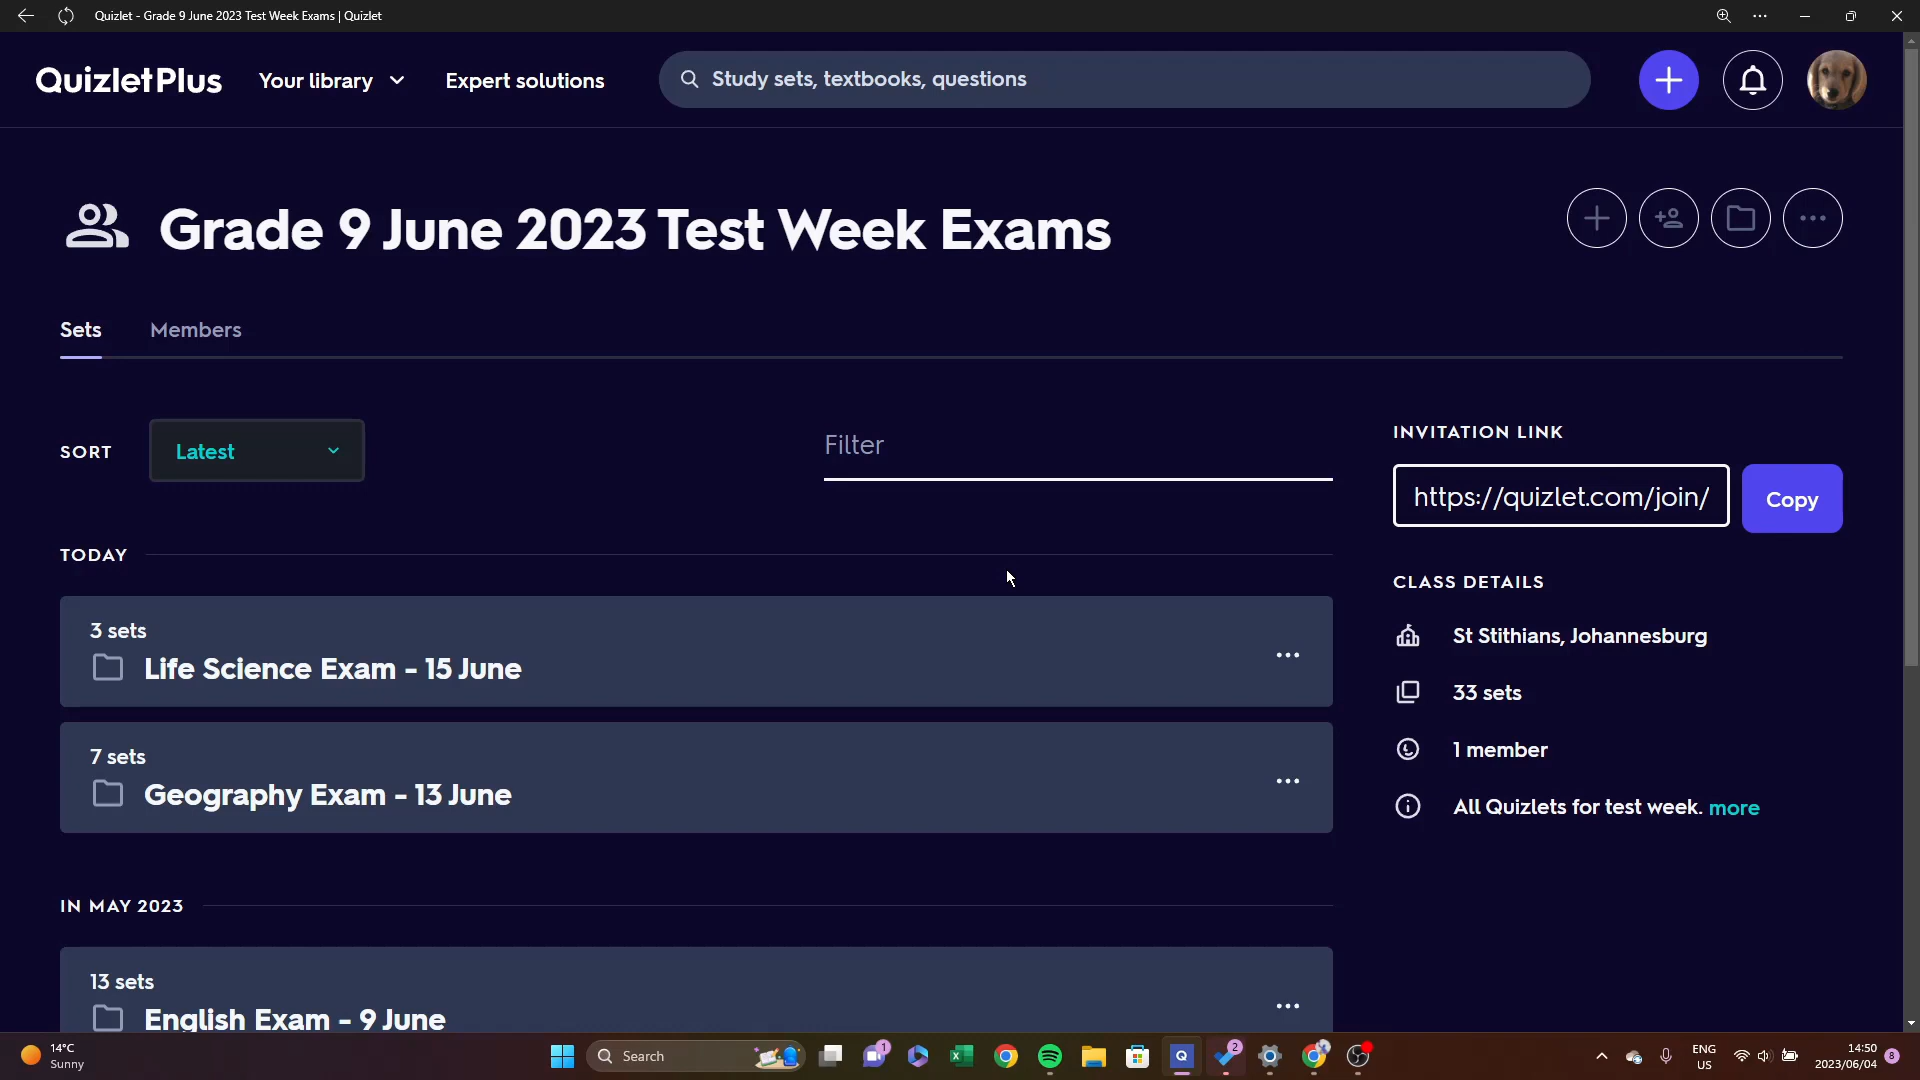 Quizlet - Grade 9 June 2023 Test Week Exams | Quizlet
QuizletPlus
Your library
Expert solutions
Study sets, textbooks, questions
Grade 9 June 2023 Test Week Exams
Sets
Members
SORT
Latest
Filter
INVITATION LINK
https://quizlet.com/join/
Copy
TODAY
CLASS DETAILS
3 sets
Life Science Exam - 15 June
St Stithians, Johannesburg
33 sets
7 sets
Geography Exam - 13 June
1 member
All Quizlets for test week. more
IN MAY 2023
13 sets
English Exam - 9 June
14°C
Sunny
Search
1
Q
2
ENG
US
14:50
2023/06/04
8